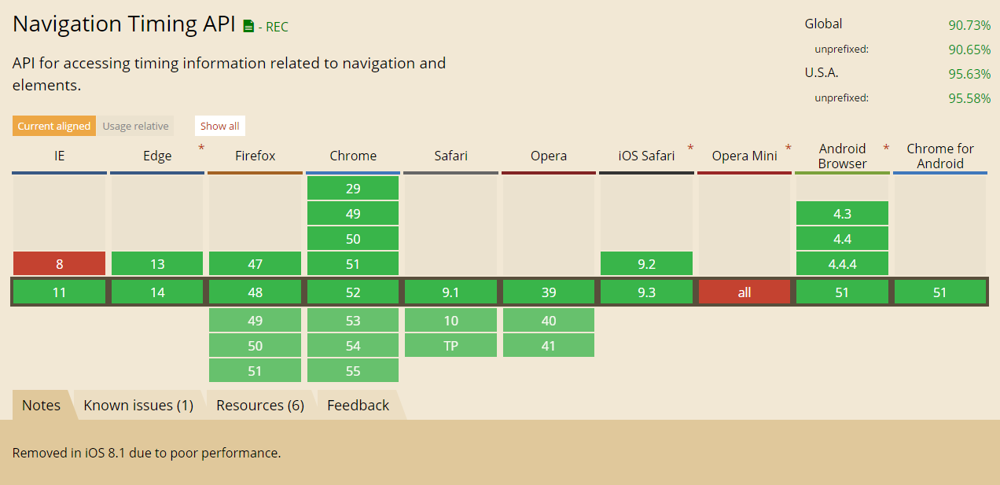 Navigation Timing API - REC
API for accessing timing information related to navigation and
elements.
Global 90.73%
unprefixed: 90.65%
U.S.A. 95.63%
unprefixed: 95.58%
Current aligned Usage relative Show all
IE Edge * Firefox Chrome Safari Opera iOS Safari * Opera Mini * Android Browser * Chrome for Android
29
49 4.3
50 4.4
8 13 47 51 9.2 4.4.4
11 14 48 52 9.1 39 9.3 all 51 51
49 53 10 40
50 54 TP 41
51 55
Notes Known issues (1) Resources (6) Feedback
Removed in iOS 8.1 due to poor performance.